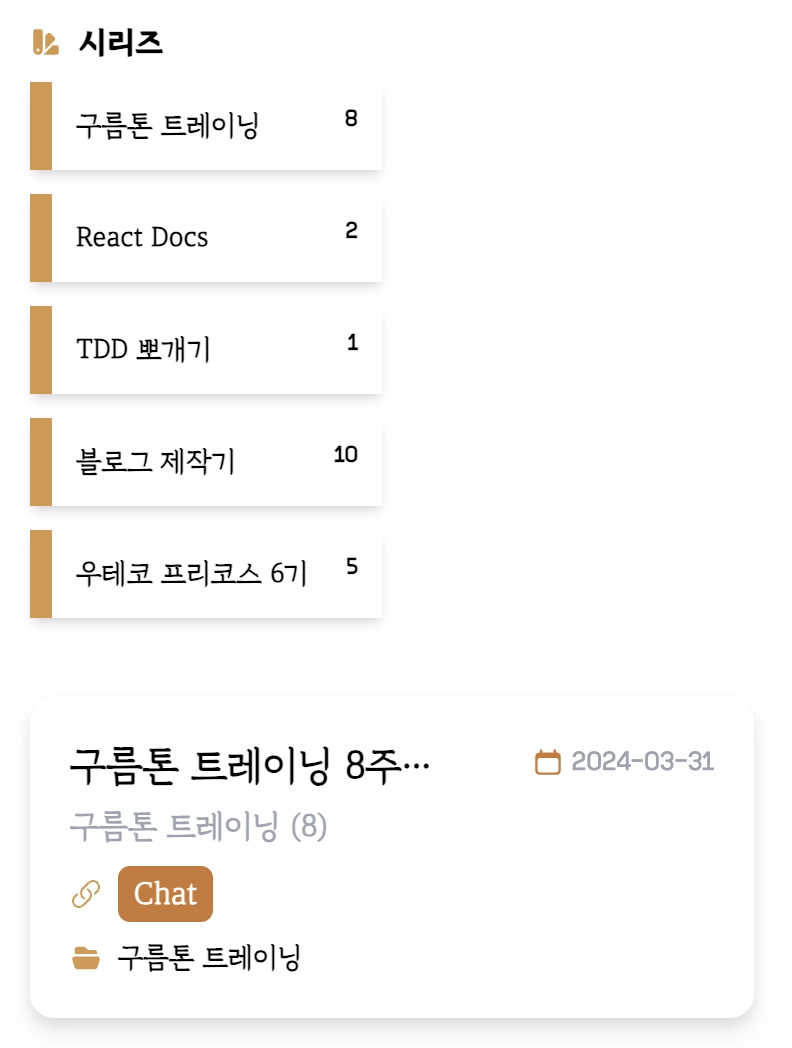 시리즈
구름톤 트레이닝 8
React Docs 2
TDD 뽀개기 1
블로그 제작기 10
우테코 프리코스 6기 5
구름톤 트레이닝 8주… 2024-03-31
구름톤 트레이닝 (8)
Chat
구름톤 트레이닝